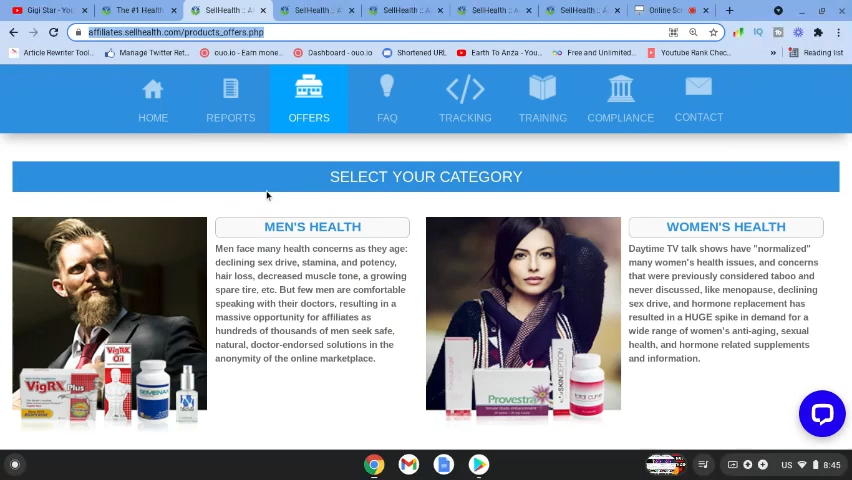 Gigi Star - You
The #1 Health
SellHealth :: A
SellHealth :: A
SellHealth :: A
SellHealth :: A
SellHealth :: A
Online Scr
affiliates.sellhealth.com/products_offers.php
Article Rewriter Tool...
Manage Twitter Ret...
ouo.io - Earn mone...
Dashboard - ouo.io
Shortened URL
Earth To Anza - You...
Free and Unlimited...
Youtube Rank Chec...
»
Reading list
HOME
REPORTS
OFFERS
FAQ
TRACKING
TRAINING
COMPLIANCE
CONTACT
SELECT YOUR CATEGORY
MEN'S HEALTH
Men face many health concerns as they age:
declining sex drive, stamina, and potency,
hair loss, decreased muscle tone, a growing
spare tire, etc. But few men are comfortable
speaking with their doctors, resulting in a
massive opportunity for affiliates as
hundreds of thousands of men seek safe,
natural, doctor-endorsed solutions in the
anonymity of the online marketplace.
WOMEN'S HEALTH
Daytime TV talk shows have "normalized"
many women's health issues, and concerns
that were previously considered taboo and
never discussed, like menopause, declining
sex drive, and hormone replacement has
resulted in a HUGE spike in demand for a
wide range of women's anti-aging, sexual
health, and hormone related supplements
and information.
VigRX Plus
VigRX
Oil
SEMENAX
Provestra
SKINCEPTION
total curve
US
8:45